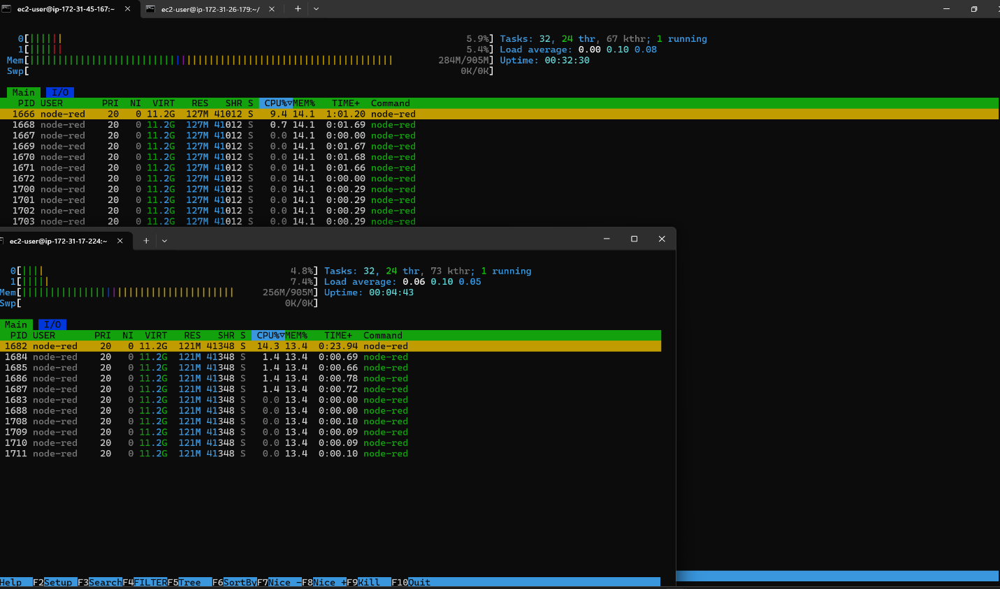 ec2-user@ip-172-31-45-167:~ ec2-user@ip-172-31-26-179:~/
0[|||||| 5.9%] Tasks: 32, 24 thr, 67 kthr; 1 running
1[|||||| 5.4%] Load average: 0.00 0.10 0.08
Mem[|||||||||||||||||||||||||||||||||||||||||||||||||||||||||||||||||| 284M/905M] Uptime: 00:32:30
Swp[ 0K/0K]
Main I/O
PID USER PRI NI VIRT RES SHR S CPU%▽MEM% TIME+ Command
1666 node-red 20 0 11.2G 127M 41012 S 9.4 14.1 1:01.20 node-red
1668 node-red 20 0 11.2G 127M 41012 S 0.7 14.1 0:01.69 node-red
1667 node-red 20 0 11.2G 127M 41012 S 0.0 14.1 0:00.00 node-red
1669 node-red 20 0 11.2G 127M 41012 S 0.0 14.1 0:01.67 node-red
1670 node-red 20 0 11.2G 127M 41012 S 0.0 14.1 0:01.68 node-red
1671 node-red 20 0 11.2G 127M 41012 S 0.0 14.1 0:01.66 node-red
1672 node-red 20 0 11.2G 127M 41012 S 0.0 14.1 0:00.00 node-red
1700 node-red 20 0 11.2G 127M 41012 S 0.0 14.1 0:00.29 node-red
1701 node-red 20 0 11.2G 127M 41012 S 0.0 14.1 0:00.29 node-red
1702 node-red 20 0 11.2G 127M 41012 S 0.0 14.1 0:00.29 node-red
1703 node-red 20 0 11.2G 127M 41012 S 0.0 14.1 0:00.29 node-red
ec2-user@ip-172-31-17-224:~
0[|||| 4.8%] Tasks: 32, 24 thr, 73 kthr; 1 running
1[||||| 7.4%] Load average: 0.06 0.10 0.05
Mem[||||||||||||||||||||||||||||||||||||||| 256M/905M] Uptime: 00:04:43
Swp[ 0K/0K]
Main I/O
PID USER PRI NI VIRT RES SHR S CPU%▽MEM% TIME+ Command
1682 node-red 20 0 11.2G 121M 41348 S 14.3 13.4 0:23.94 node-red
1684 node-red 20 0 11.2G 121M 41348 S 1.4 13.4 0:00.69 node-red
1685 node-red 20 0 11.2G 121M 41348 S 1.4 13.4 0:00.66 node-red
1686 node-red 20 0 11.2G 121M 41348 S 1.4 13.4 0:00.78 node-red
1687 node-red 20 0 11.2G 121M 41348 S 1.4 13.4 0:00.72 node-red
1683 node-red 20 0 11.2G 121M 41348 S 0.0 13.4 0:00.00 node-red
1688 node-red 20 0 11.2G 121M 41348 S 0.0 13.4 0:00.00 node-red
1708 node-red 20 0 11.2G 121M 41348 S 0.0 13.4 0:00.10 node-red
1709 node-red 20 0 11.2G 121M 41348 S 0.0 13.4 0:00.09 node-red
1710 node-red 20 0 11.2G 121M 41348 S 0.0 13.4 0:00.09 node-red
1711 node-red 20 0 11.2G 121M 41348 S 0.0 13.4 0:00.10 node-red
Help F2Setup F3SearchF4FILTERF5Tree F6SortByF7Nice -F8Nice +F9Kill F10Quit